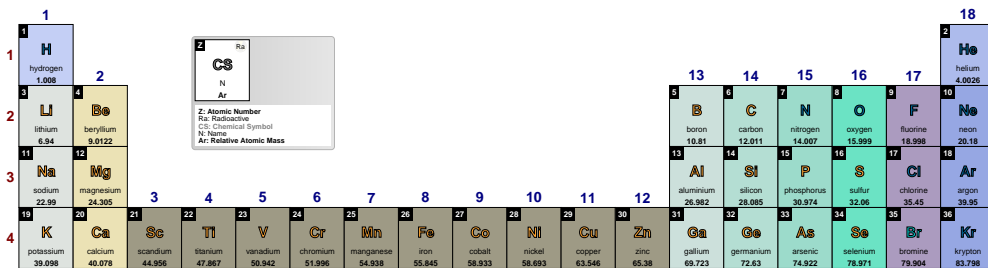 1 18
1 2
H He
hydrogen helium
1.008 4.0026
Z Ra
CS
N
Ar
Z: Atomic Number
Ra: Radioactive
CS: Chemical Symbol
N: Name
Ar: Relative Atomic Mass
1
2 13 14 15 16 17
3 4 5 6 7 8 9 10
Li Be B C N O F Ne
lithium beryllium boron carbon nitrogen oxygen fluorine neon
6.94 9.0122 10.81 12.011 14.007 15.999 18.998 20.18
2
11 12 13 14 15 16 17 18
Na Mg Al Si P S Cl Ar
sodium magnesium aluminium silicon phosphorus sulfur chlorine argon
22.99 24.305 26.982 28.085 30.974 32.06 35.45 39.95
3
3 4 5 6 7 8 9 10 11 12
19 20 21 22 23 24 25 26 27 28 29 30 31 32 33 34 35 36
K Ca Sc Ti V Cr Mn Fe Co Ni Cu Zn Ga Ge As Se Br Kr
potassium calcium scandium titanium vanadium chromium manganese iron cobalt nickel copper zinc gallium germanium arsenic selenium bromine krypton
39.098 40.078 44.956 47.867 50.942 51.996 54.938 55.845 58.933 58.693 63.546 65.38 69.723 72.63 74.922 78.971 79.904 83.798
4